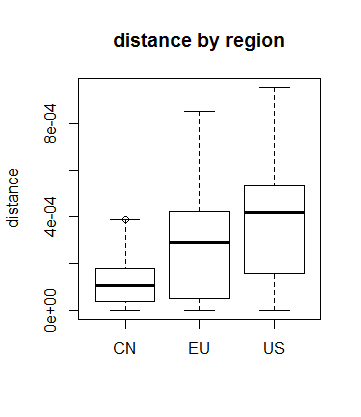 distance by region
distance
8e-04
4e-04
0e+00
CN EU US